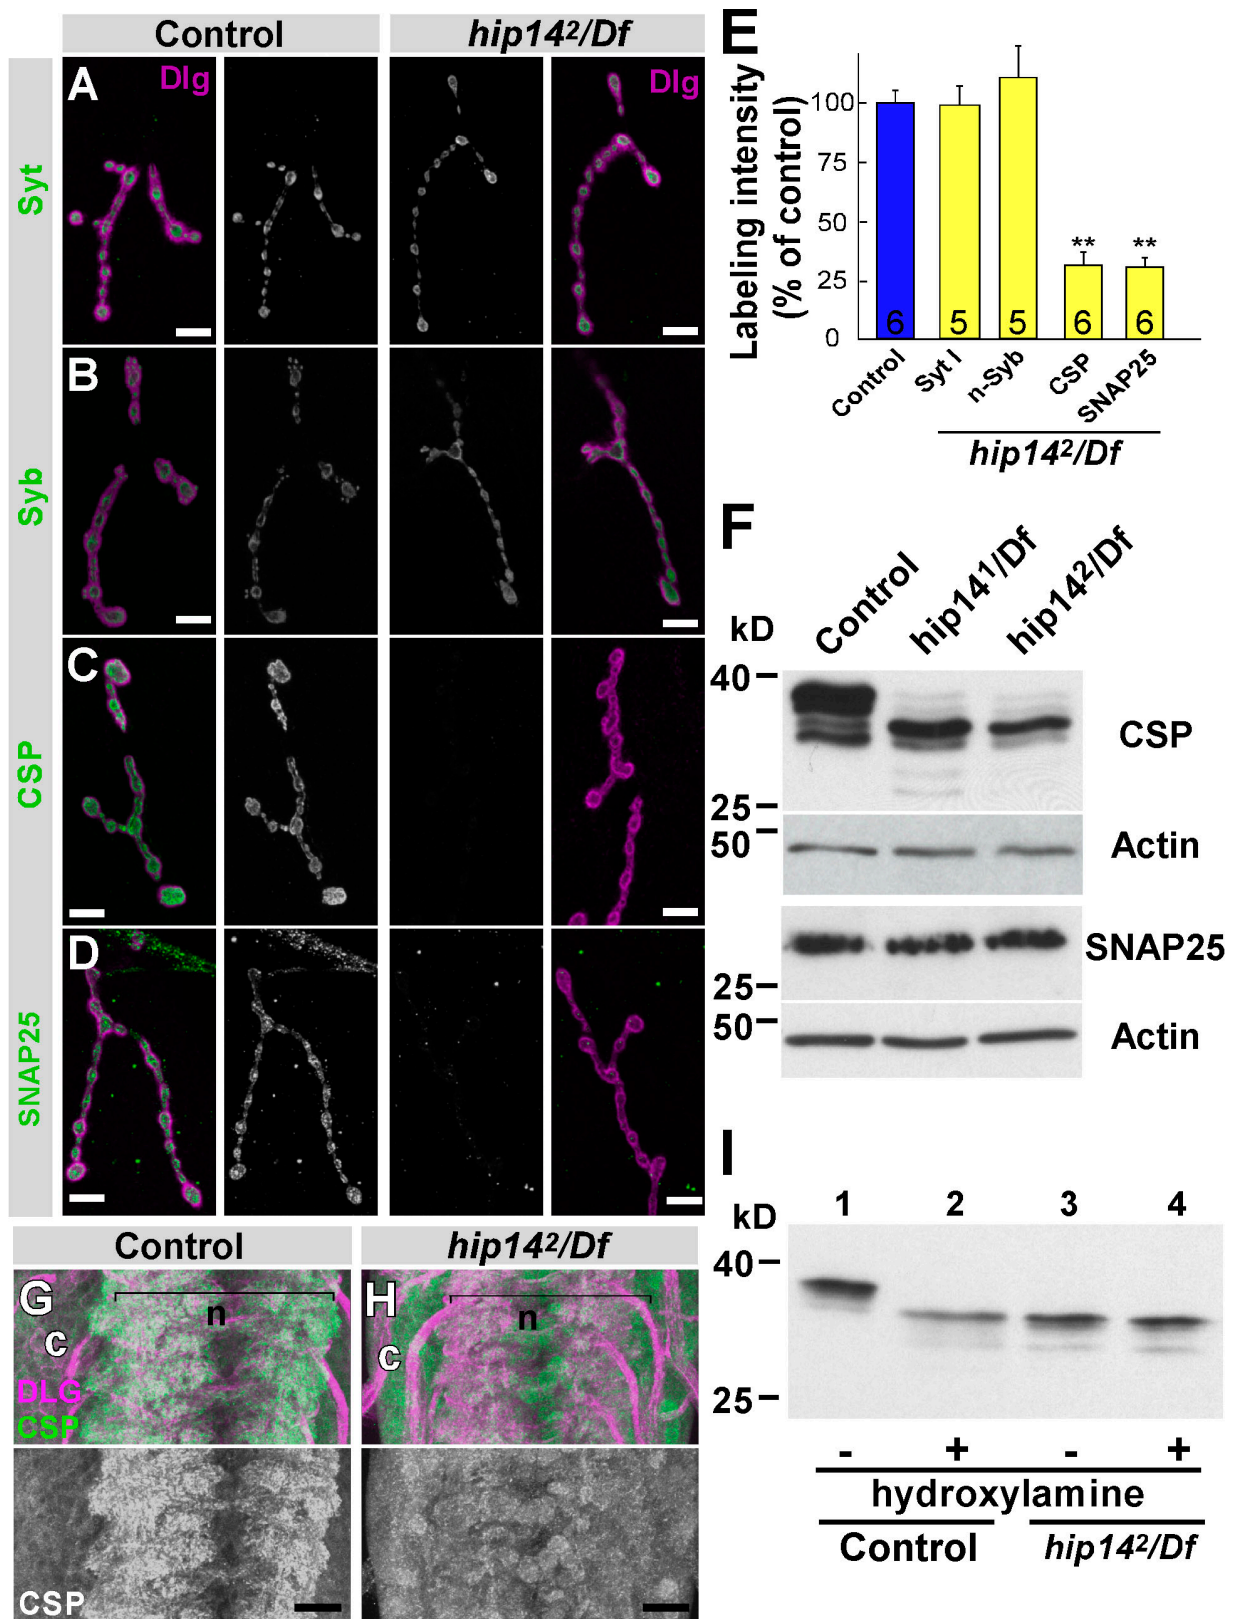 Control
hip14²/Df
Syt
A
Dlg
Dlg
Syb
B
CSP
C
SNAP25
D
E
Labeling intensity
(% of control)
100
75
50
25
0
**
**
6
5
5
6
6
Control
Syt I
n-Syb
CSP
SNAP25
hip14²/Df
F
kD
Control
hip14¹/Df
hip14²/Df
40
CSP
25
50
Actin
SNAP25
25
50
Actin
Control
hip14²/Df
G
n
c
DLG
CSP
H
n
c
CSP
I
kD
1
2
3
4
40
25
- + - +
hydroxylamine
Control
hip14²/Df